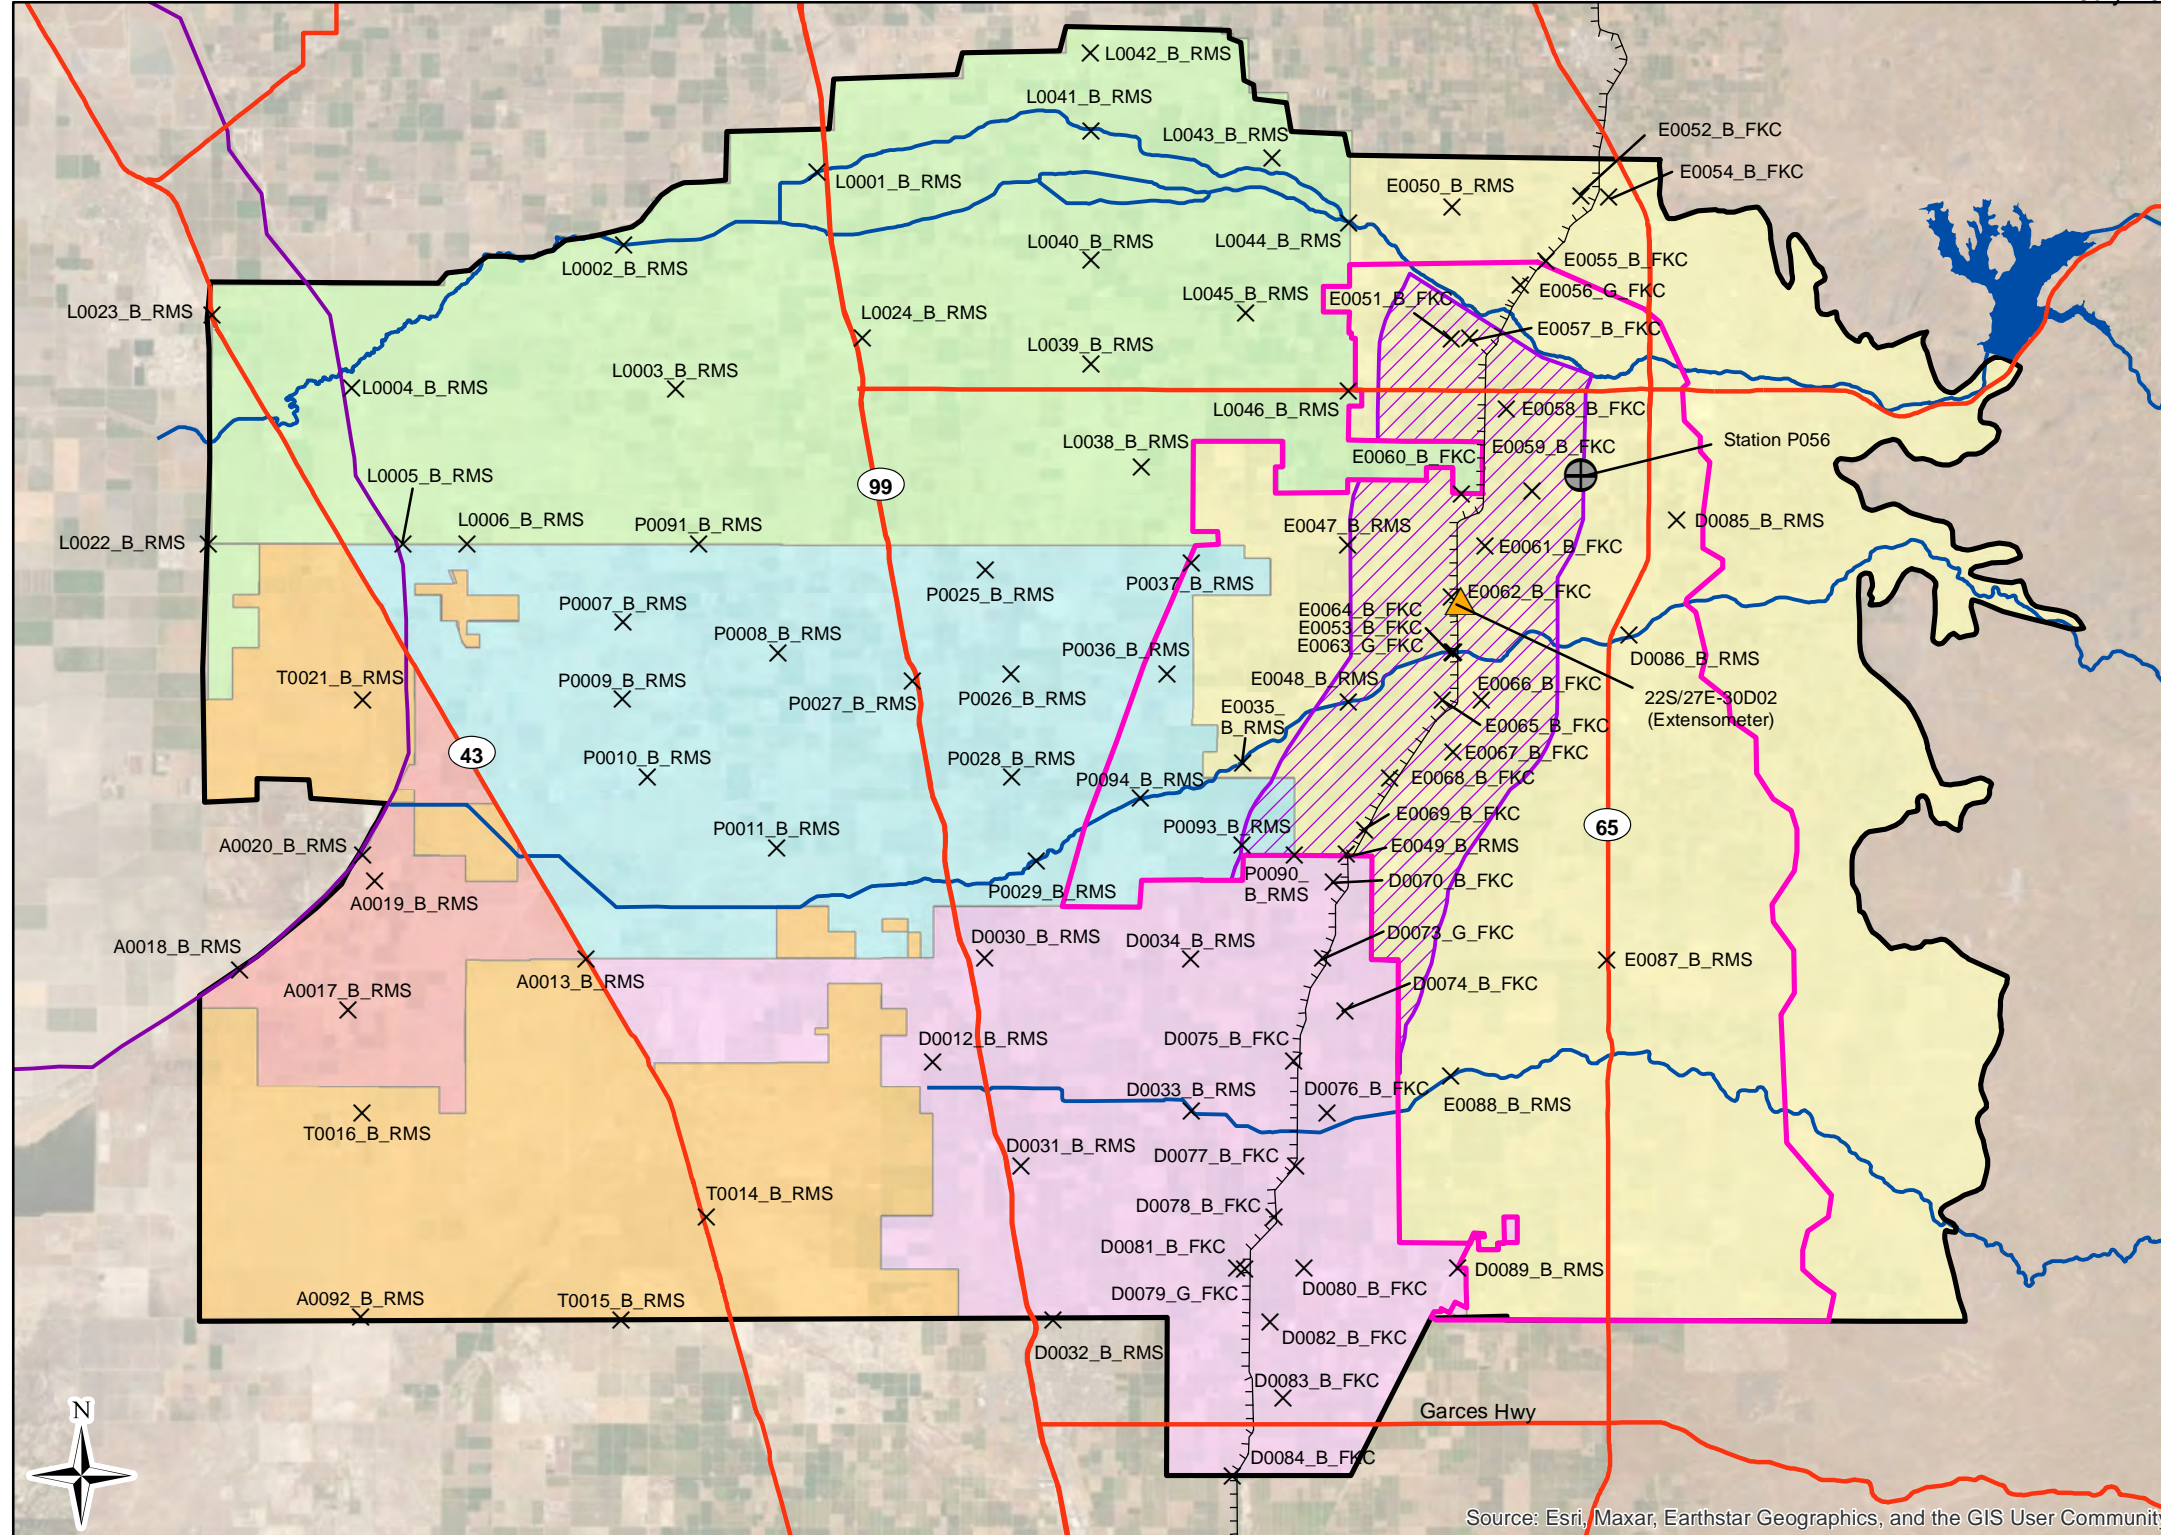 L0042_B_RMS
L0041_B_RMS
L0043_B_RMS
E0052_B_FKC
E0054_B_FKC
L0001_B_RMS
E0050_B_RMS
L0002_B_RMS
L0040_B_RMS
L0044_B_RMS
E0055_B_FKC
L0023_B_RMS
L0024_B_RMS
L0045_B_RMS
E0051_B_FKC
E0056_G_FKC
E0057_B_FKC
L0004_B_RMS
L0003_B_RMS
L0039_B_RMS
L0046_B_RMS
E0058_B_FKC
L0038_B_RMS
E0059_B_FKC
Station P056
E0060_B_FKC
L0005_B_RMS
99
L0022_B_RMS
L0006_B_RMS
P0091_B_RMS
E0047_B_RMS
D0085_B_RMS
E0061_B_FKC
P0007_B_RMS
P0025_B_RMS
P0037_B_RMS
E0062_B_FKC
E0064_B_FKC
E0053_B_FKC
E0063_G_FKC
P0008_B_RMS
P0036_B_RMS
D0086_B_RMS
T0021_B_RMS
P0009_B_RMS
P0027_B_RMS
P0026_B_RMS
E0048_B_RMS
E0066_B_FKC
22S/27E-30D02
(Extensometer)
E0035_
B_RMS
E0065_B_FKC
43
P0010_B_RMS
P0028_B_RMS
P0094_B_RMS
E0067_B_FKC
E0068_B_FKC
P0011_B_RMS
P0093_B_RMS
E0069_B_FKC
65
A0020_B_RMS
E0049_B_RMS
A0019_B_RMS
P0029_B_RMS
P0090_
B_RMS
D0070_B_FKC
A0018_B_RMS
D0030_B_RMS
D0034_B_RMS
D0073_G_FKC
A0017_B_RMS
A0013_B_RMS
E0087_B_RMS
D0074_B_FKC
D0012_B_RMS
D0075_B_FKC
D0033_B_RMS
D0076_B_FKC
E0088_B_RMS
T0016_B_RMS
D0031_B_RMS
D0077_B_FKC
T0014_B_RMS
D0078_B_FKC
D0081_B_FKC
D0089_B_RMS
D0079_G_FKC
D0080_B_FKC
A0092_B_RMS
T0015_B_RMS
D0082_B_FKC
D0032_B_RMS
D0083_B_FKC
N
Garces Hwy
D0084_B_FKC
Source: Esri, Maxar, Earthstar Geographics, and the GIS User Community